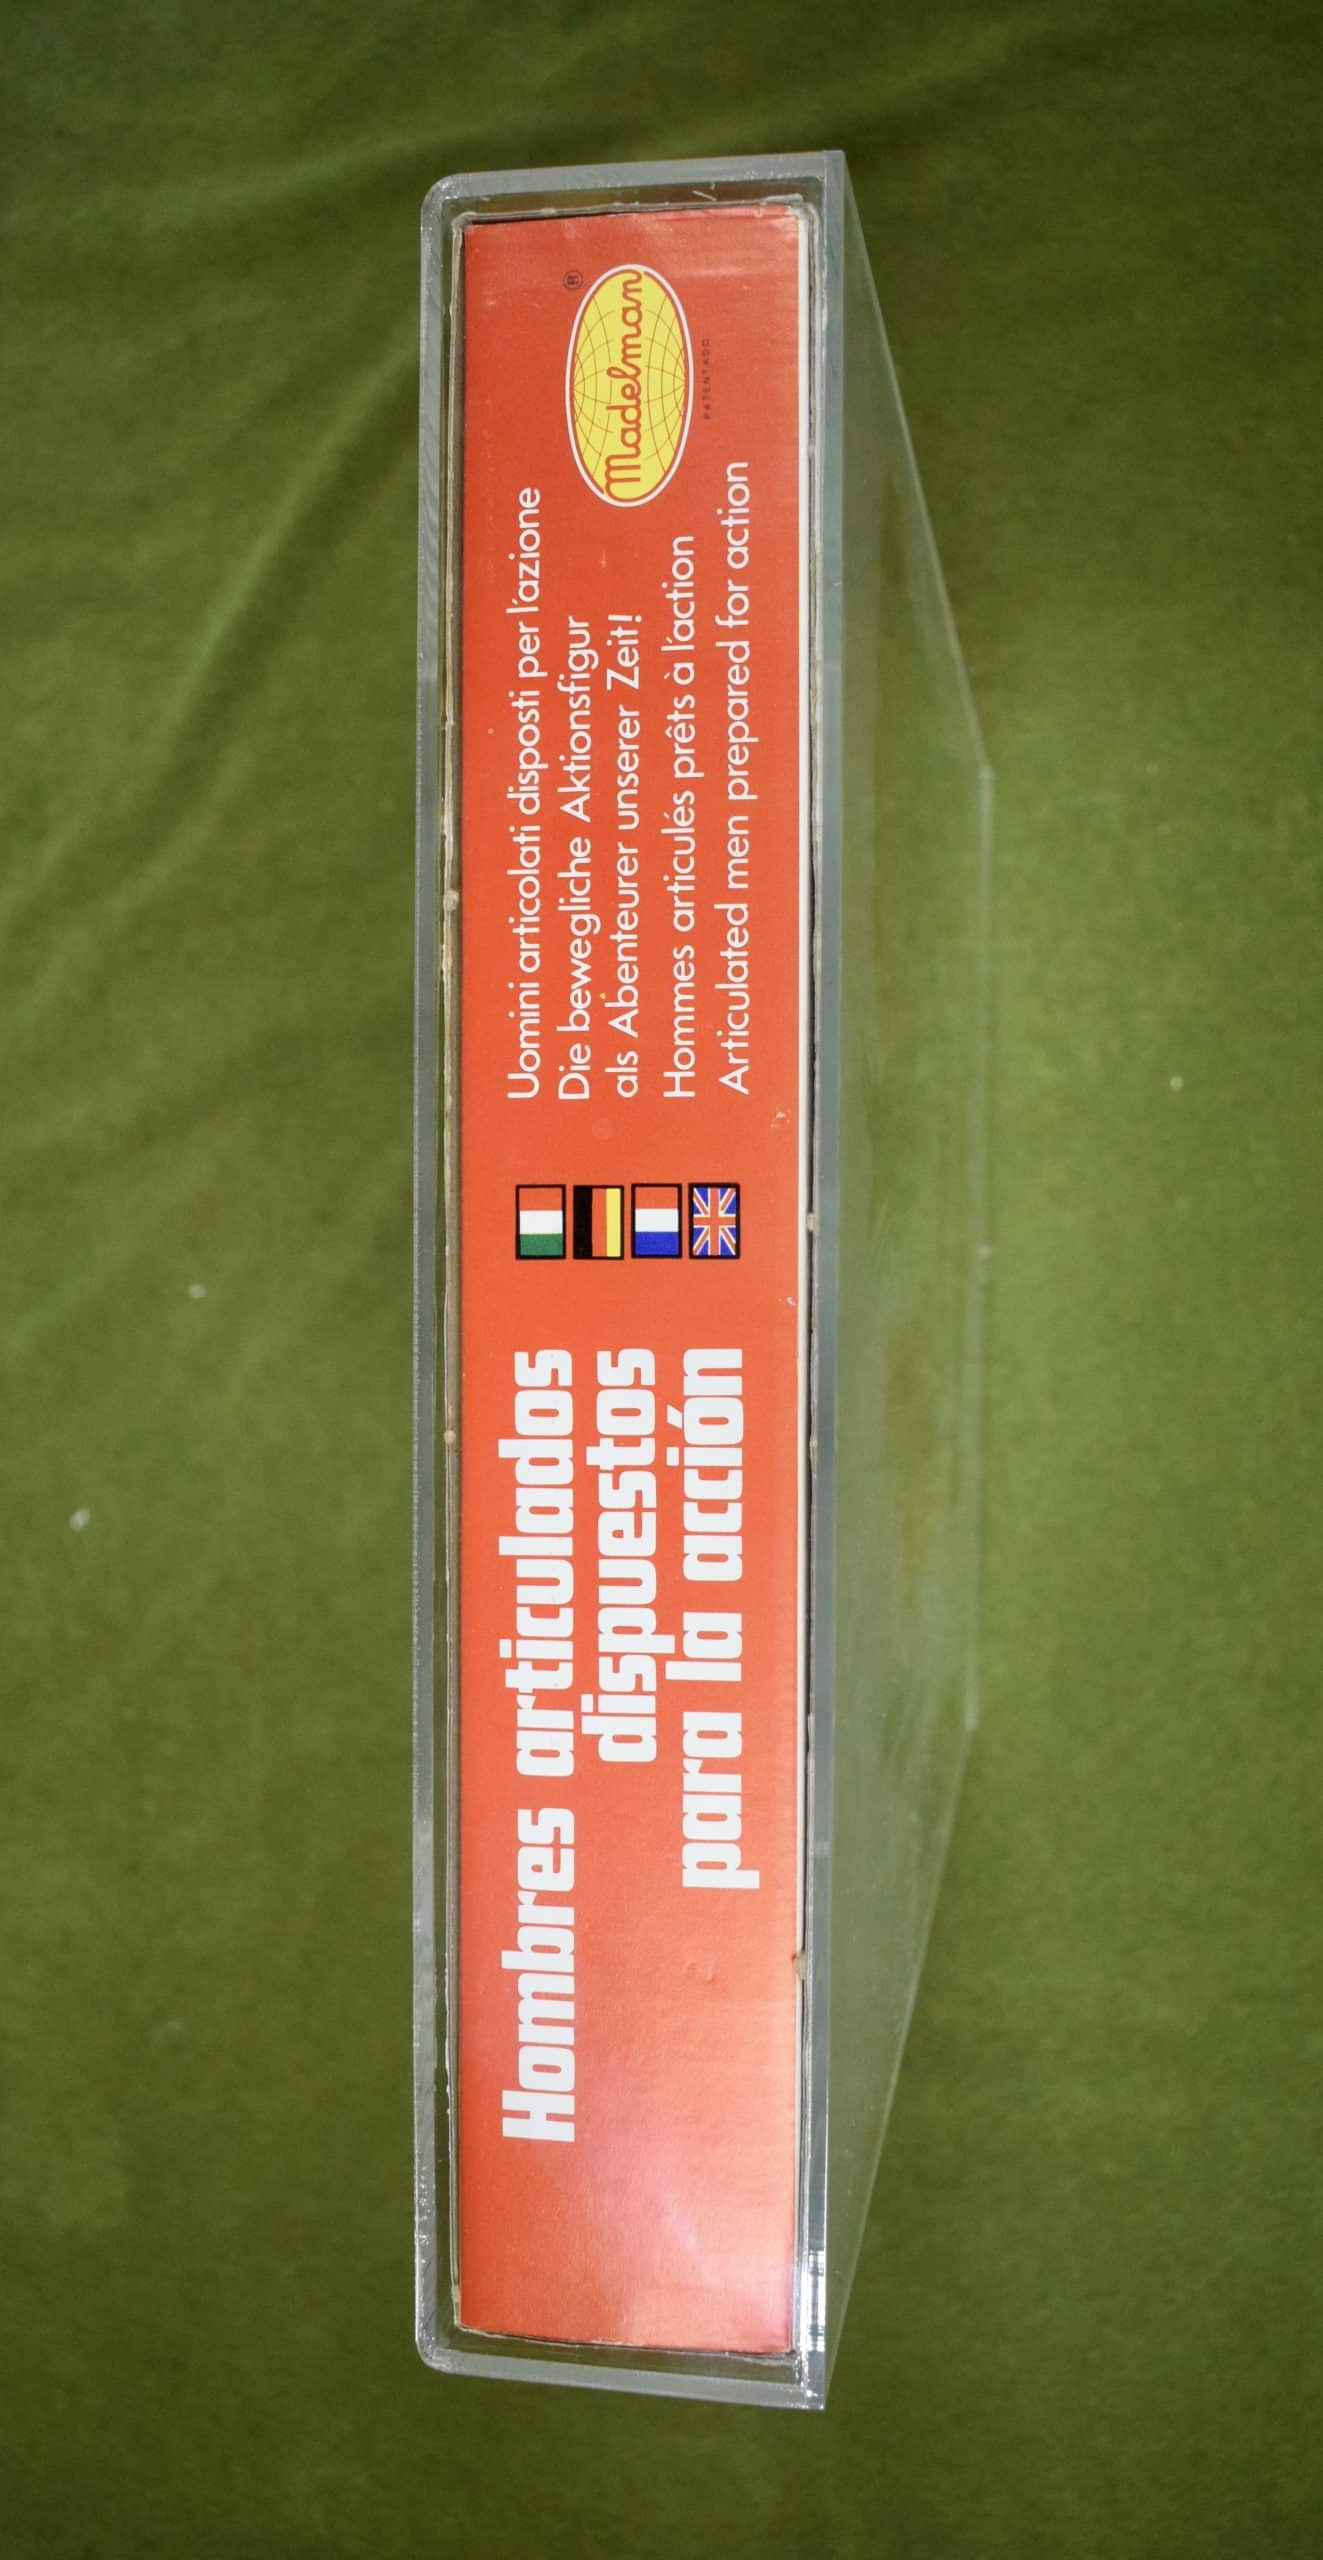 Hombres articulados
dispuestos
para la acción
Uomini articolati disposti per l'azione
Die bewegliche Aktionsfigur
als Abenteurer unserer Zeit!
Hommes articulés prêts à l'action
Articulated men prepared for action
®
Madelman
PATENTADO